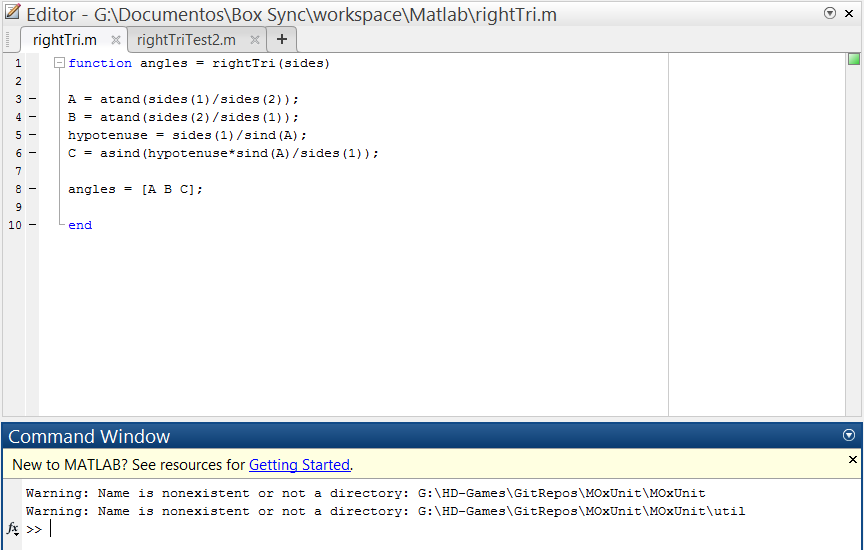 Editor - G:\Documentos\Box Sync\workspace\Matlab\rightTri.m
rightTri.m × rightTriTest2.m × +
1 function angles = rightTri(sides)
2
3 – A = atand(sides(1)/sides(2));
4 – B = atand(sides(2)/sides(1));
5 – hypotenuse = sides(1)/sind(A);
6 – C = asind(hypotenuse*sind(A)/sides(1));
7
8 – angles = [A B C];
9
10 – end
Command Window
New to MATLAB? See resources for Getting Started.
Warning: Name is nonexistent or not a directory: G:\HD-Games\GitRepos\MOxUnit\MOxUnit
Warning: Name is nonexistent or not a directory: G:\HD-Games\GitRepos\MOxUnit\MOxUnit\util
fx >>